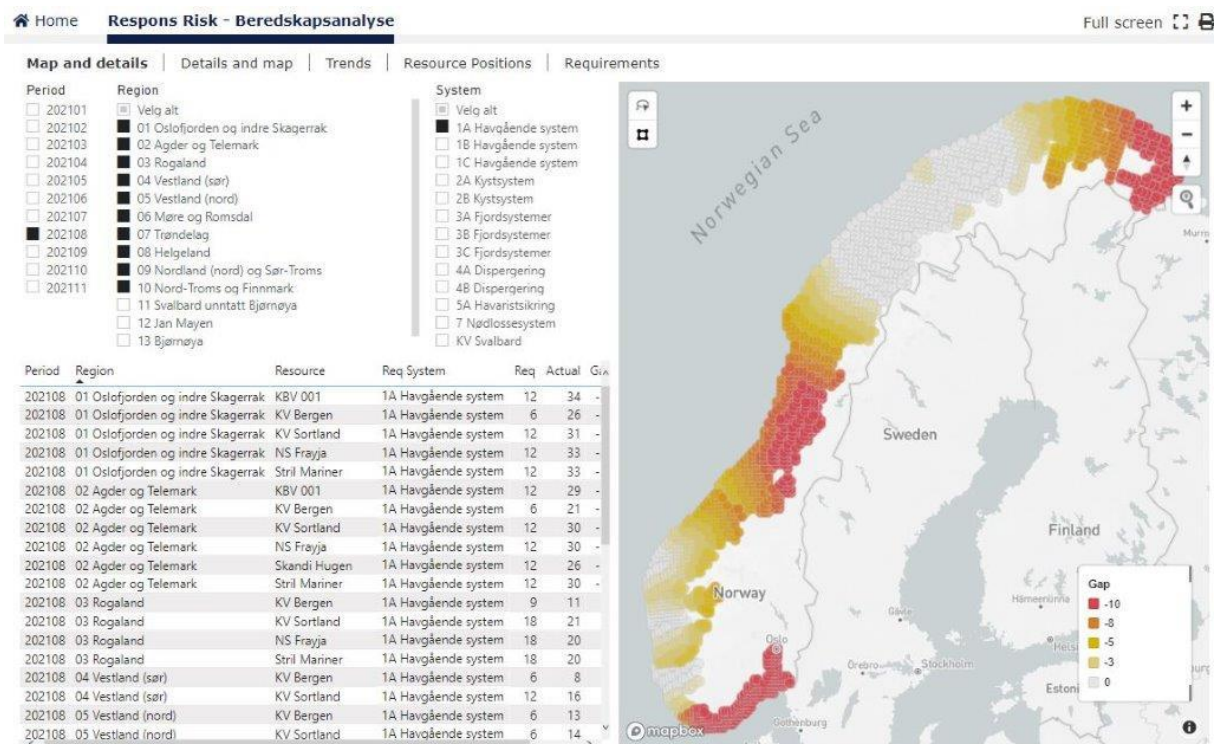 Home Respons Risk - Beredskapsanalyse Full screen
Map and details | Details and map | Trends | Resource Positions | Requirements
Period Region System
202101 Velg alt Velg alt
202102 01 Oslofjorden og indre Skagerrak 1A Havgående system
202103 02 Agder og Telemark 1B Havgående system
202104 03 Rogaland 1C Havgående system
202105 04 Vestland (sør) 2A Kystsystem
202106 05 Vestland (nord) 2B Kystsystem
202107 06 Møre og Romsdal 3A Fjordsystemer
202108 07 Trøndelag 3B Fjordsystemer
202109 08 Helgeland 3C Fjordsystemer
202110 09 Nordland (nord) og Sør-Troms 4A Dispergering
202111 10 Nord-Troms og Finnmark 4B Dispergering
11 Svalbard unntatt Bjørnøya 5A Havaristsikring
12 Jan Mayen 7 Nødlossesystem
13 Bjørnøya KV Svalbard
Period Region Resource Req System Req Actual
202108 01 Oslofjorden og indre Skagerrak KBV 001 1A Havgående system 12 34 -
202108 01 Oslofjorden og indre Skagerrak KV Bergen 1A Havgående system 6 26 -
202108 01 Oslofjorden og indre Skagerrak KV Sortland 1A Havgående system 12 31 -
202108 01 Oslofjorden og indre Skagerrak NS Frayja 1A Havgående system 12 33 -
202108 01 Oslofjorden og indre Skagerrak Stril Mariner 1A Havgående system 12 33 -
202108 02 Agder og Telemark KBV 001 1A Havgående system 12 29 -
202108 02 Agder og Telemark KV Bergen 1A Havgående system 6 21 -
202108 02 Agder og Telemark KV Sortland 1A Havgående system 12 30 -
202108 02 Agder og Telemark NS Frayja 1A Havgående system 12 30 -
202108 02 Agder og Telemark Skandi Hugen 1A Havgående system 12 26 -
202108 02 Agder og Telemark Stril Mariner 1A Havgående system 12 30 -
202108 03 Rogaland KV Bergen 1A Havgående system 9 11
202108 03 Rogaland KV Sortland 1A Havgående system 18 21
202108 03 Rogaland NS Frayja 1A Havgående system 18 20
202108 03 Rogaland Stril Mariner 1A Havgående system 18 20
202108 04 Vestland (sør) KV Bergen 1A Havgående system 6 8
202108 04 Vestland (sør) KV Sortland 1A Havgående system 12 16
202108 05 Vestland (nord) KV Bergen 1A Havgående system 6 13
202108 05 Vestland (nord) KV Sortland 1A Havgående system 6 14
Norwegian Sea
Sweden
Finland
Norway
Hämeenlinna
Gävle
Oslo
Örebro
Stockholm
Gothenburg
Gap
-10
-8
-5
-3
0
mapbox